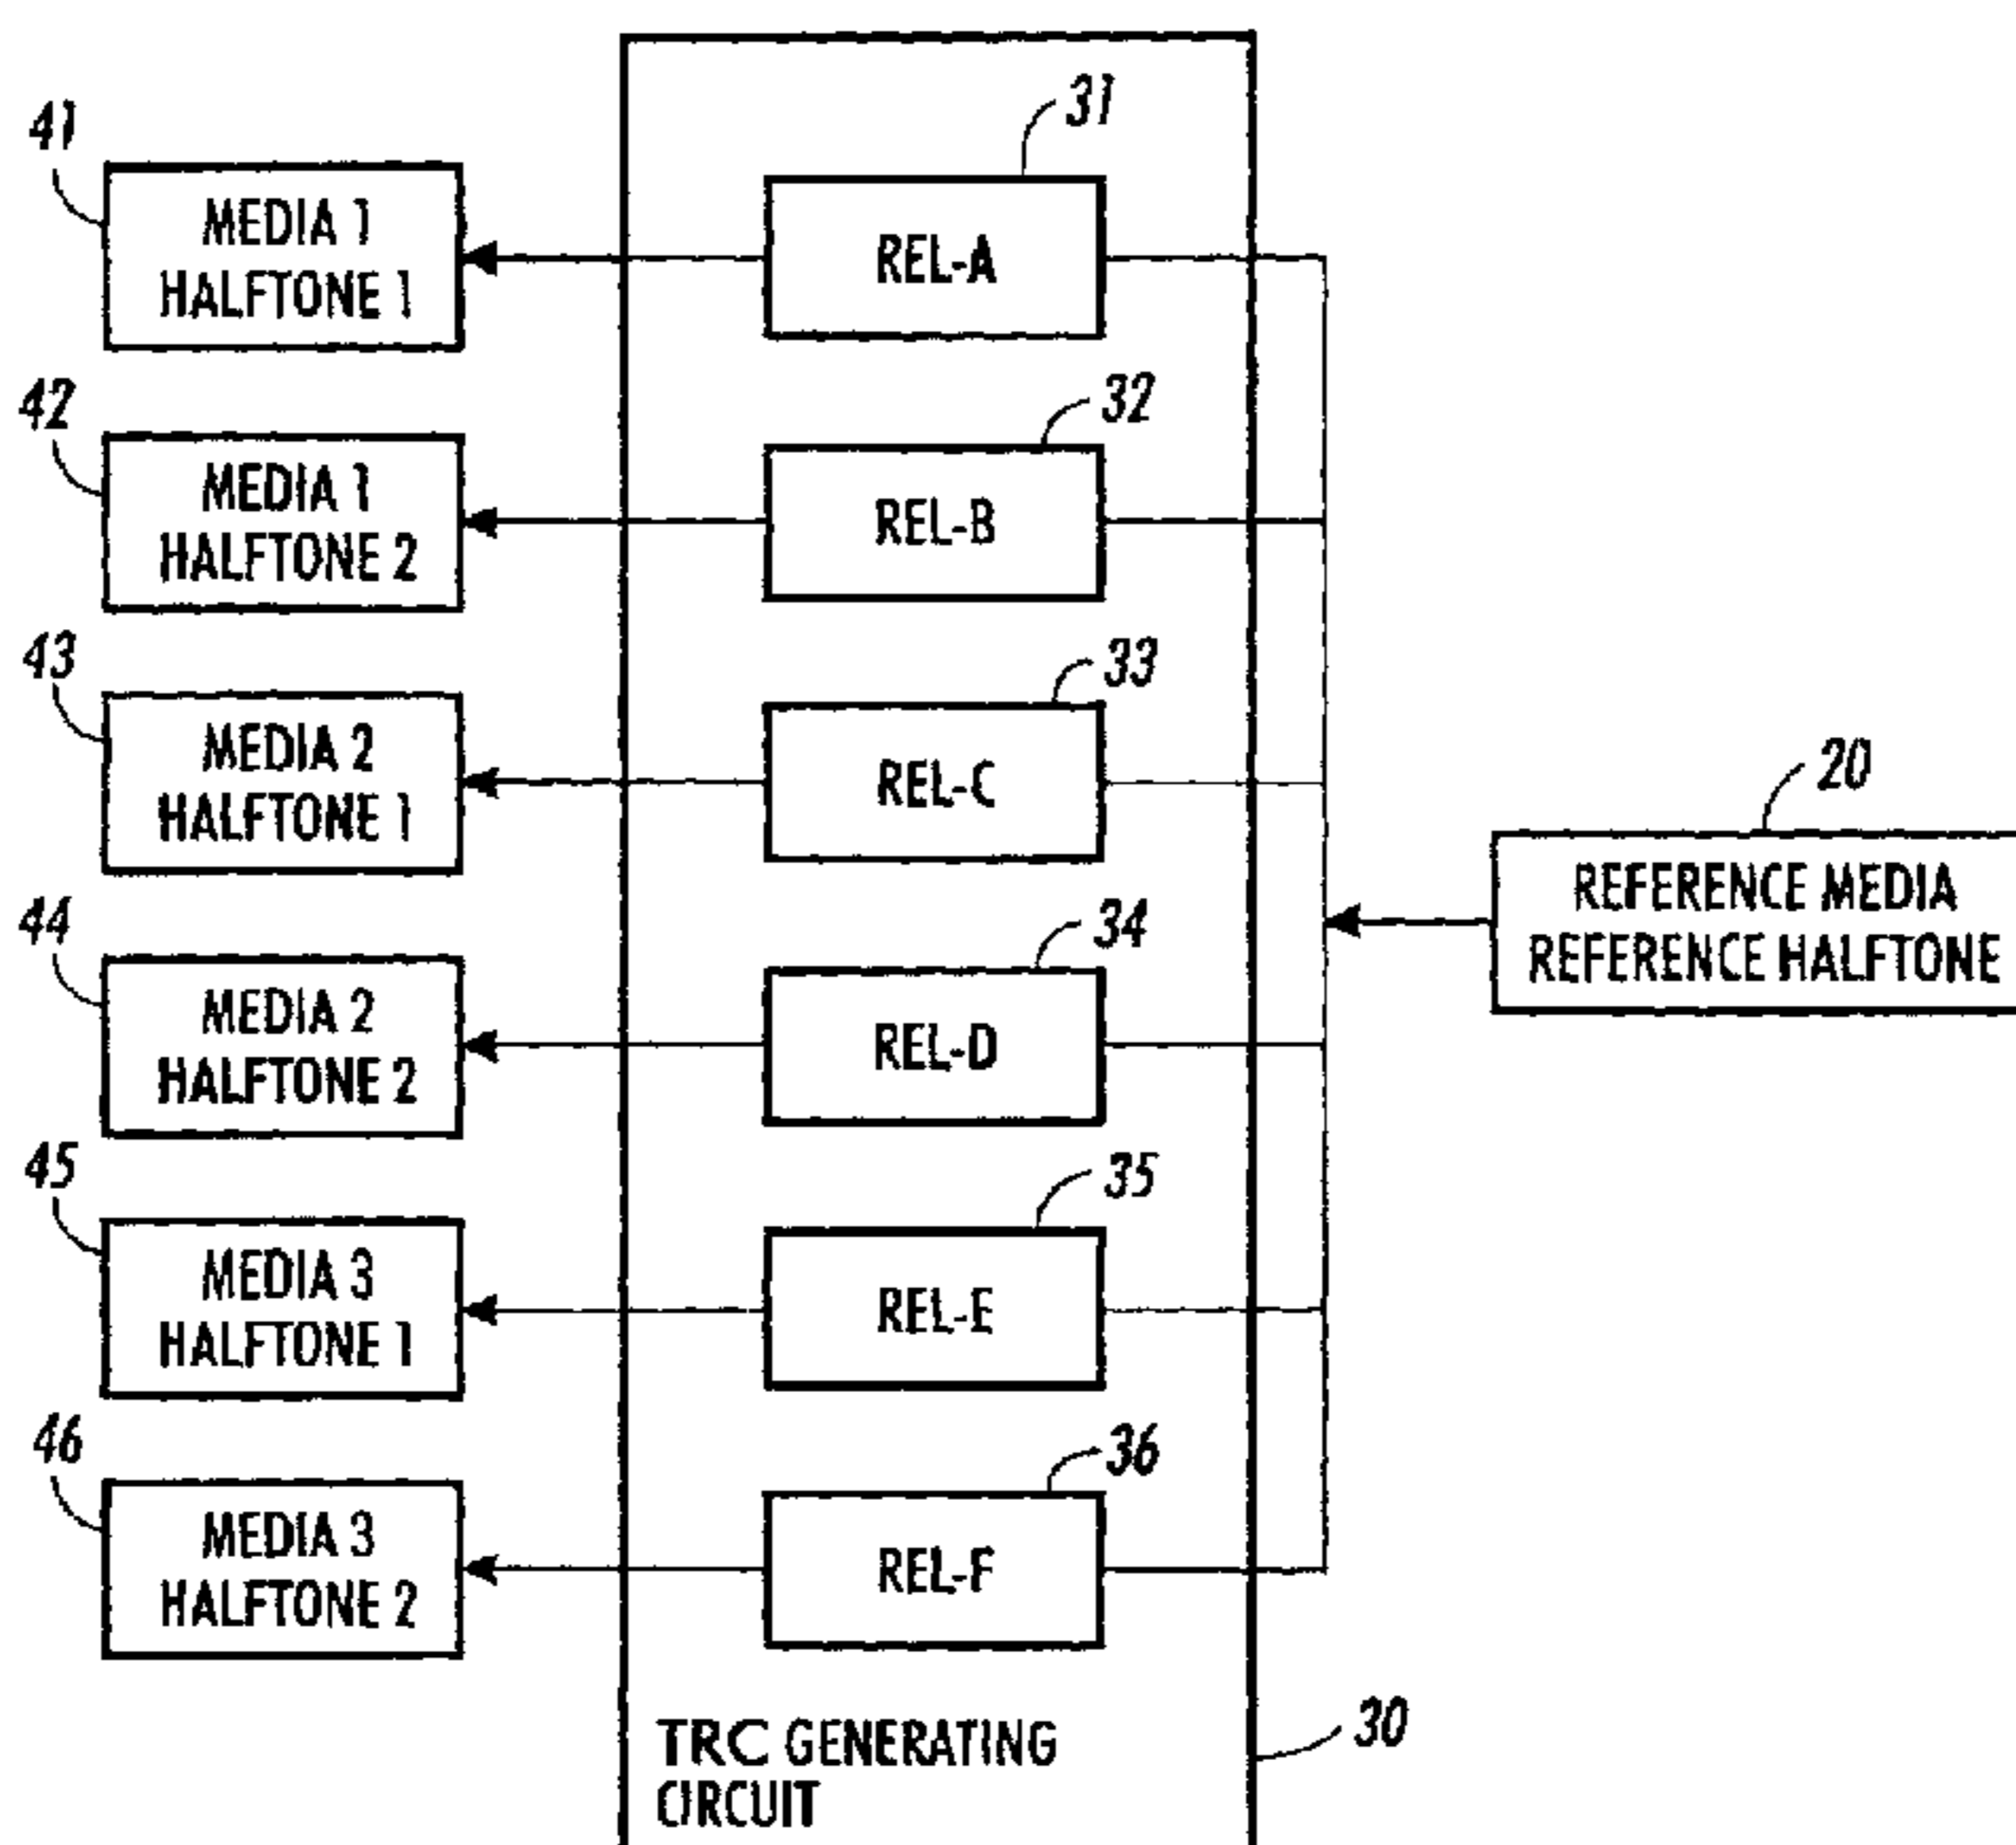 31
41
MEDIA 1
HALFTONE 1
REL-A
42
32
MEDIA 1
HALFTONE 2
REL-B
43
33
MEDIA 2
HALFTONE 1
REL-C
20
REFERENCE MEDIA
REFERENCE HALFTONE
44
34
MEDIA 2
HALFTONE 2
REL-D
45
35
MEDIA 3
HALFTONE 1
REL-E
46
36
MEDIA 3
HALFTONE 2
REL-F
30
TRC GENERATING
CIRCUIT